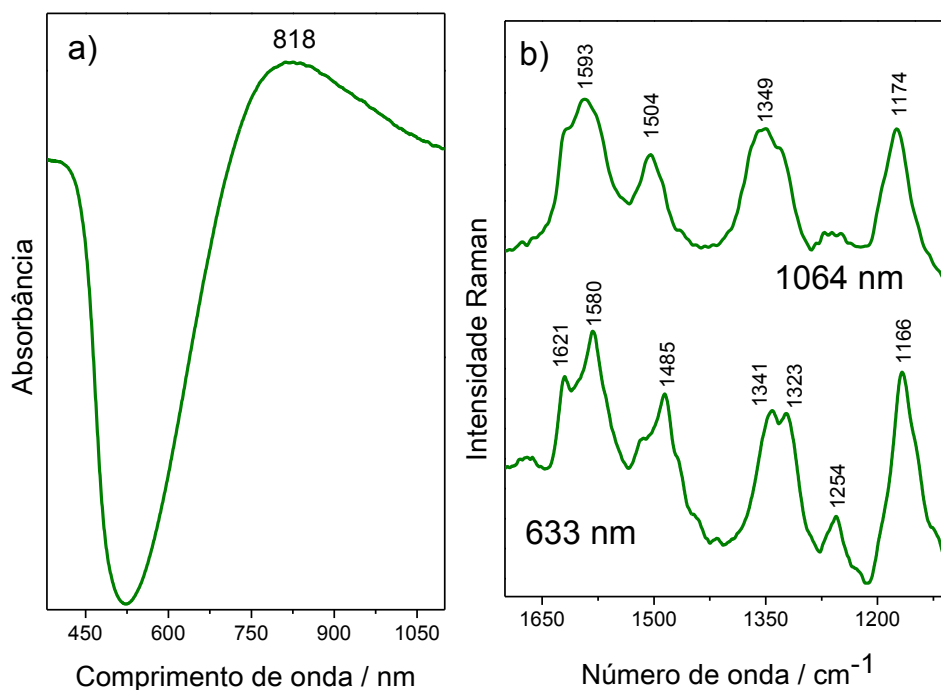 a)
818
Absorbância
450 600 750 900 1050
Comprimento de onda / nm
b)
1593
1504
1349
1174
1064 nm
1621
1580
1485
1341
1323
1254
1166
633 nm
Intensidade Raman
1650 1500 1350 1200
Número de onda / cm⁻¹